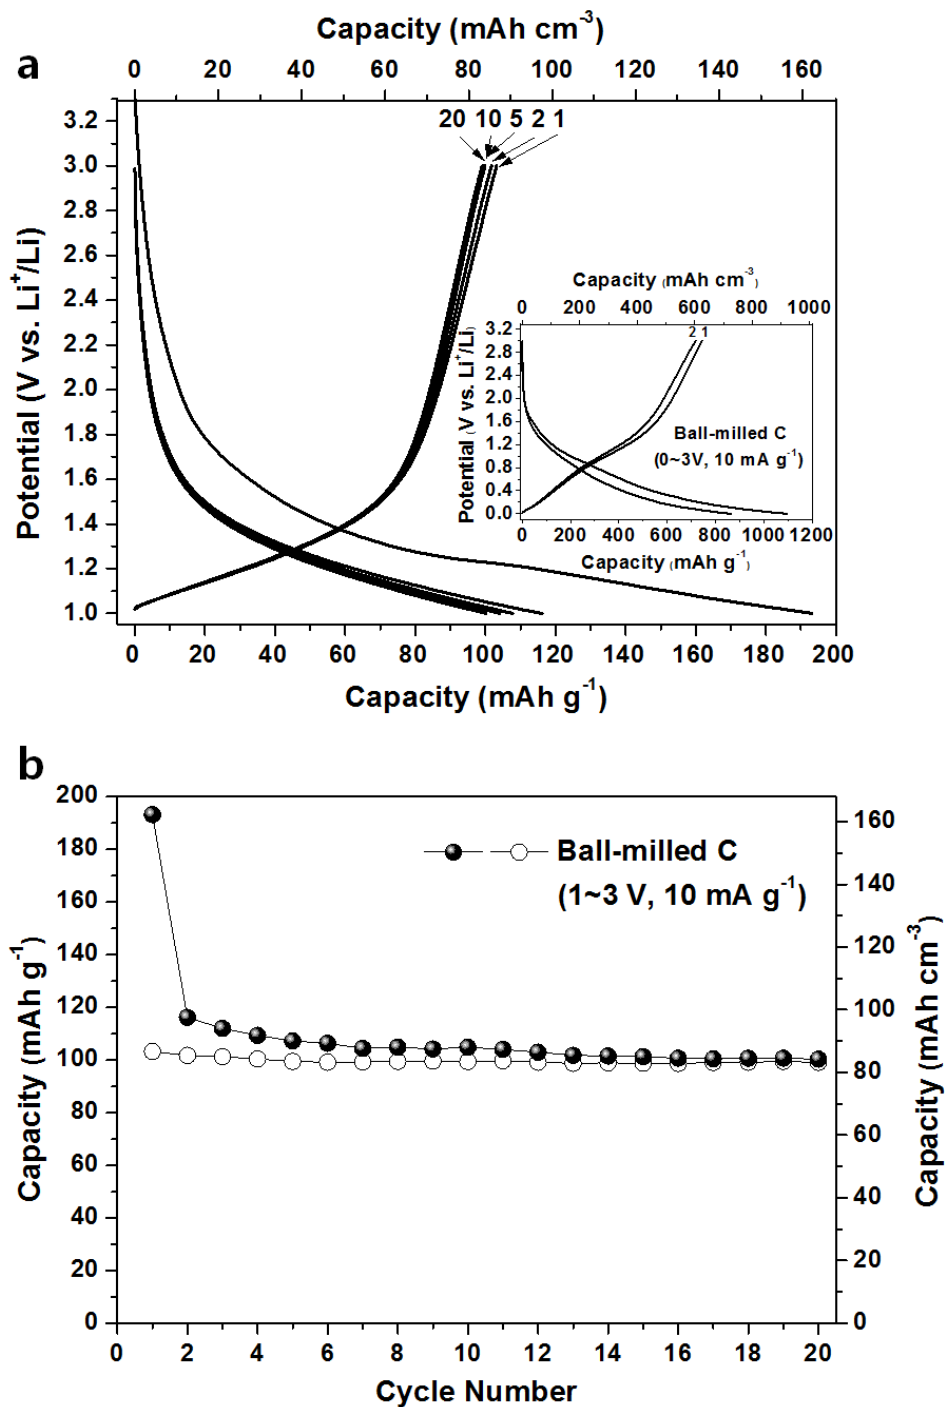 Capacity (mAh cm⁻³)
a
0 20 40 60 80 100 120 140 160
3.2
3.0
2.8
2.6
2.4
2.2
2.0
1.8
1.6
1.4
1.2
1.0
Potential (V vs. Li⁺/Li)
20 10 5 2 1
0 20 40 60 80 100 120 140 160 180 200
Capacity (mAh g⁻¹)
Capacity (mAh cm⁻³)
0 200 400 600 800 1000
3.2
2.8
2.4
2.0
1.6
1.2
0.8
0.4
0.0
Potential (V vs. Li⁺/Li)
2 1
Ball-milled C
(0~3V, 10 mA g⁻¹)
0 200 400 600 800 1000 1200
Capacity (mAh g⁻¹)
b
200
180
160
140
120
100
80
60
40
20
0
Capacity (mAh g⁻¹)
Ball-milled C
(1~3 V, 10 mA g⁻¹)
160
140
120
100
80
60
40
20
0
Capacity (mAh cm⁻³)
0 2 4 6 8 10 12 14 16 18 20
Cycle Number